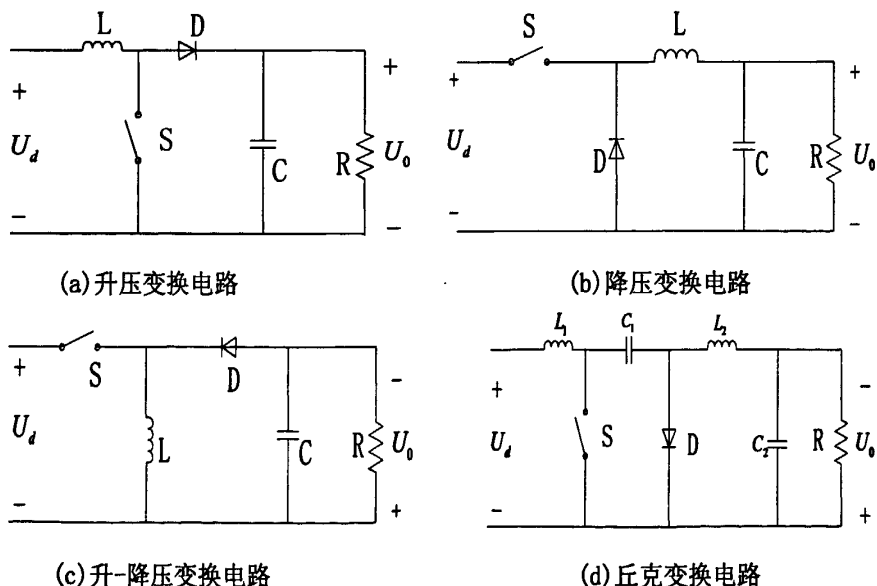 L D
+ +
U_d S C R U_0
- -
(a)升压变换电路
S L
+ +
U_d D C R U_0
- -
(b)降压变换电路
S D
+ -
U_d L C R U_0
- +
(c)升-降压变换电路
L_1 C_1 L_2
+ -
U_d S D C_2 R U_0
- +
(d)丘克变换电路